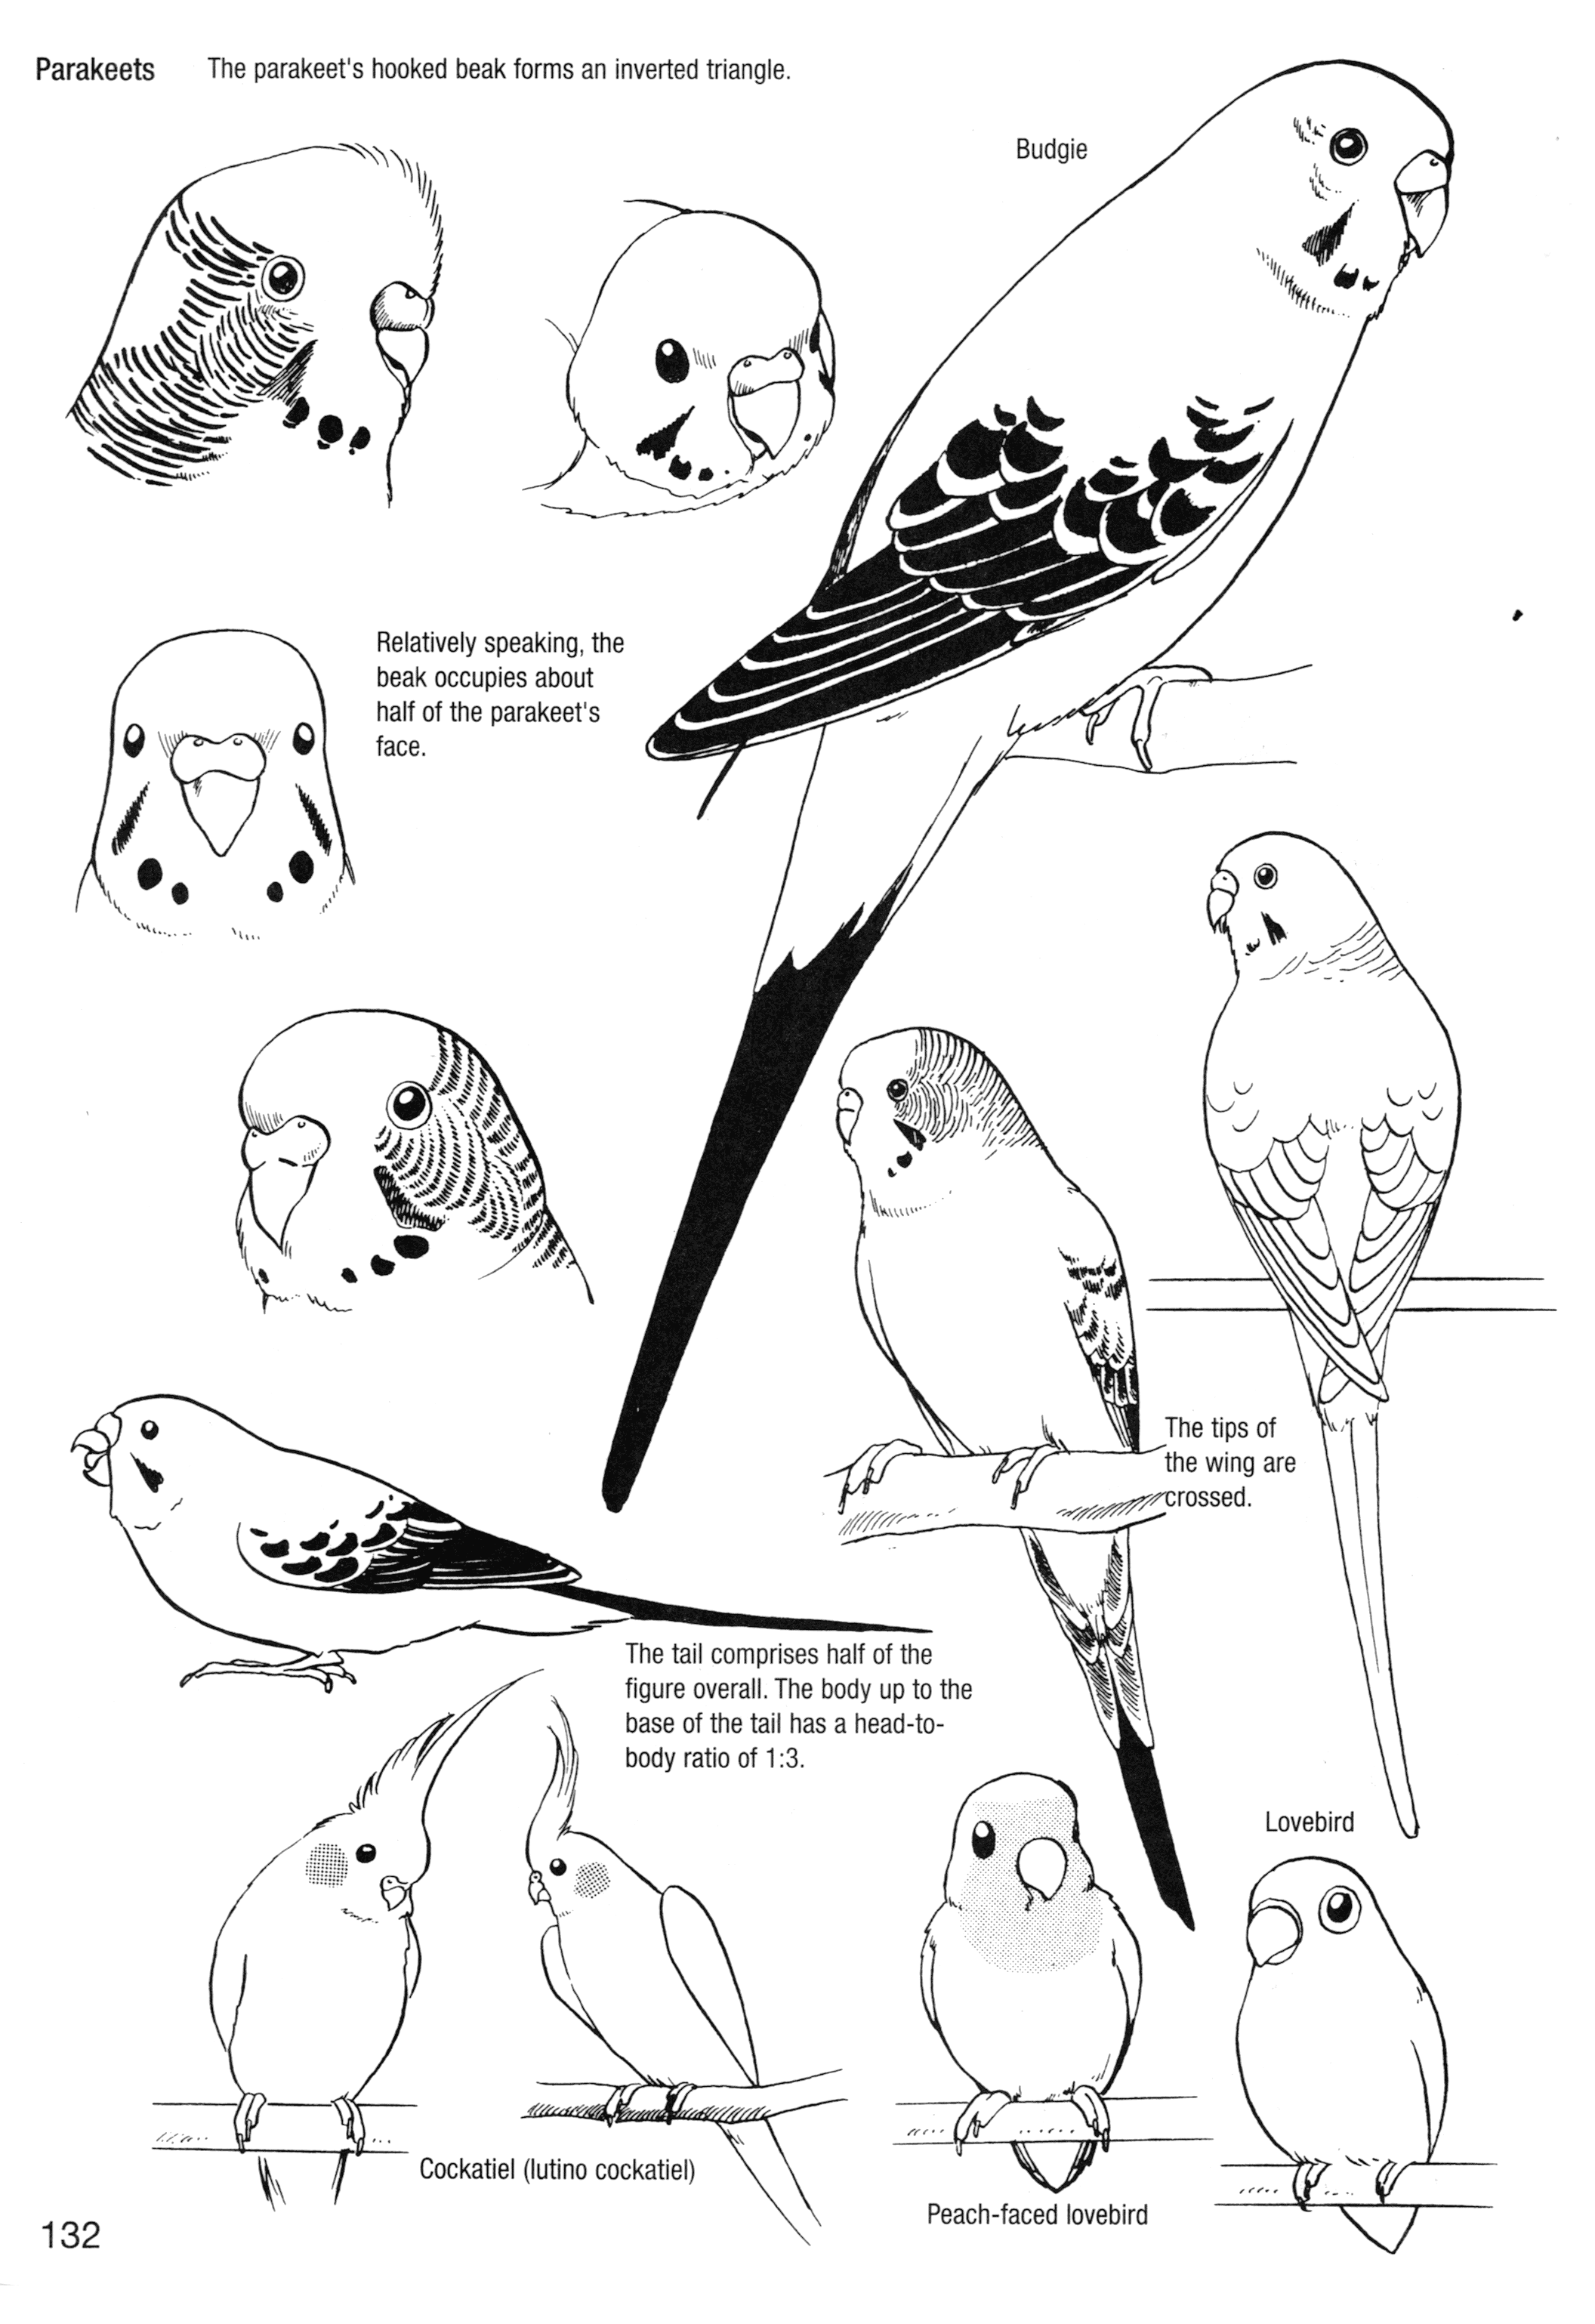 Parakeets The parakeet's hooked beak forms an inverted triangle.
Budgie
Relatively speaking, the
beak occupies about
half of the parakeet's
face.
The tips of
the wing are
crossed.
The tail comprises half of the
figure overall. The body up to the
base of the tail has a head-to-
body ratio of 1:3.
Lovebird
Cockatiel (lutino cockatiel)
Peach-faced lovebird
132